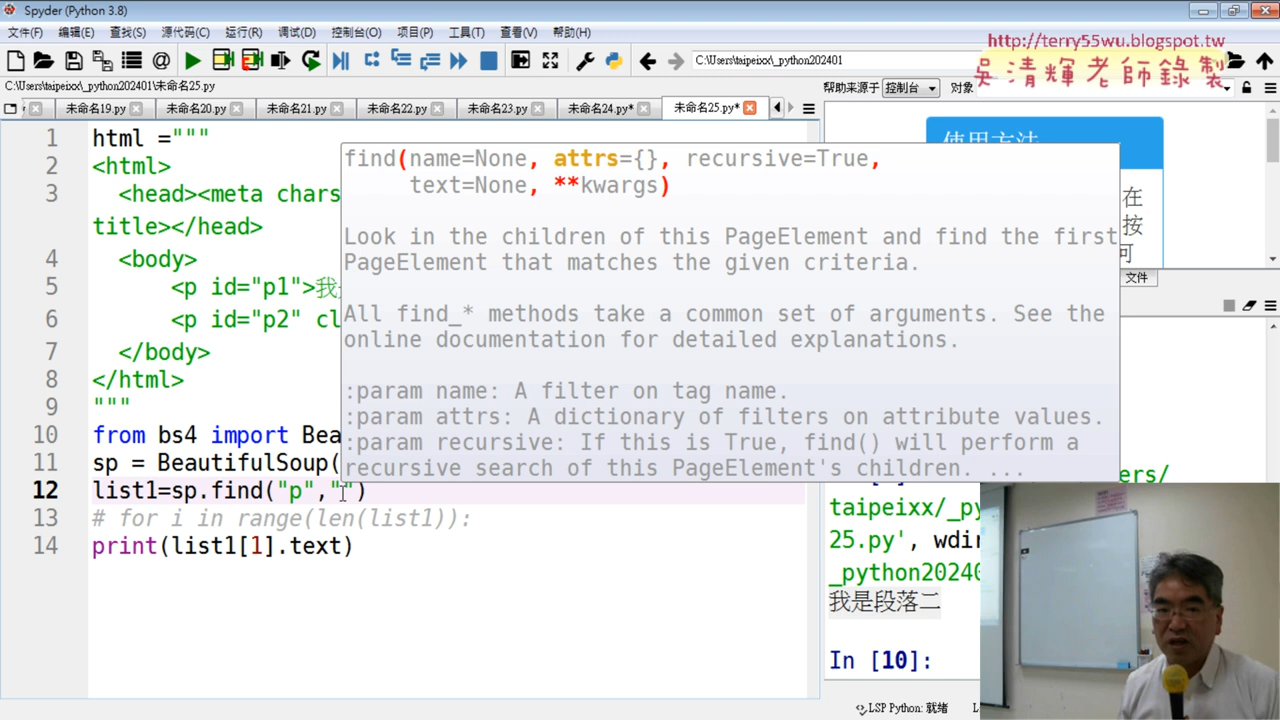 Spyder (Python 3.8)
文件(F) 编辑(E) 查找(S) 源代码(C) 运行(R) 调试(D) 控制台(O) 项目(P) 工具(T) 查看(V) 帮助(H)
http://terry55wu.blogspot.tw
吳清輝老師錄製
C:\Users\taipeixx\_python202401
C:\Users\taipeixx\_python202401\未命名25.py
帮助来源于 控制台 对象
未命名19.py 未命名20.py 未命名21.py 未命名22.py 未命名23.py 未命名24.py* 未命名25.py*
使用方法
在
按
可
文件
1 html ="""
2 <html>
3 <head><meta chars
title></head>
4 <body>
5 <p id="p1">我
6 <p id="p2" cl
7 </body>
8 </html>
9 """
10 from bs4 import Bea
11 sp = BeautifulSoup(
12 list1=sp.find("p","")
13 # for i in range(len(list1)):
14 print(list1[1].text)
find(name=None, attrs={}, recursive=True,
text=None, **kwargs)
Look in the children of this PageElement and find the first
PageElement that matches the given criteria.
All find_* methods take a common set of arguments. See the
online documentation for detailed explanations.
:param name: A filter on tag name.
:param attrs: A dictionary of filters on attribute values.
:param recursive: If this is True, find() will perform a
recursive search of this PageElement's children. ...
ers/
taipeixx/_py
25.py', wdir
_python20240
我是段落二
In [10]:
LSP Python: 就绪